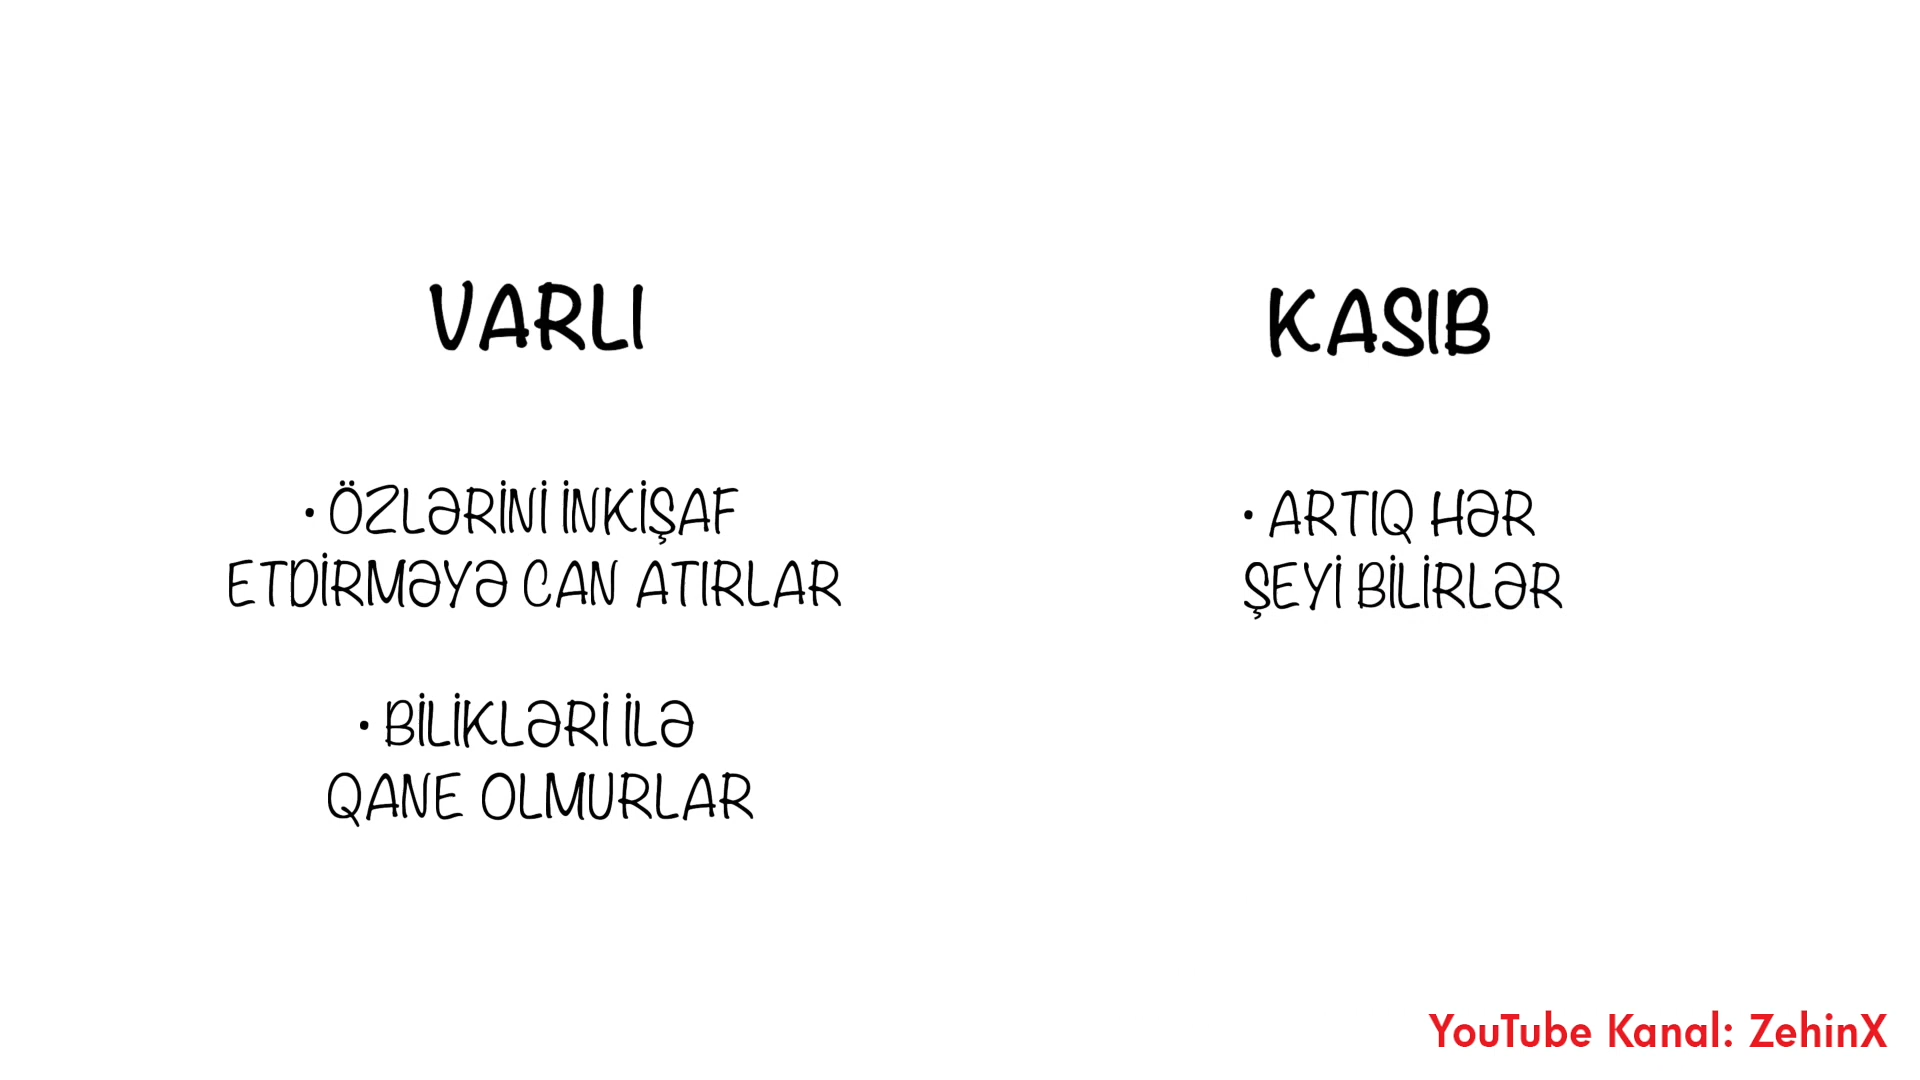 VARLI
• ÖZLƏRİNİ İNKİŞAF
ETDİRMƏYƏ CAN ATIRLAR
• BİLİKLƏRİ İLƏ
QANE OLMURLAR
KASIB
• ARTIQ HƏR
ŞEYİ BİLİRLƏR
YouTube Kanal: ZehinX